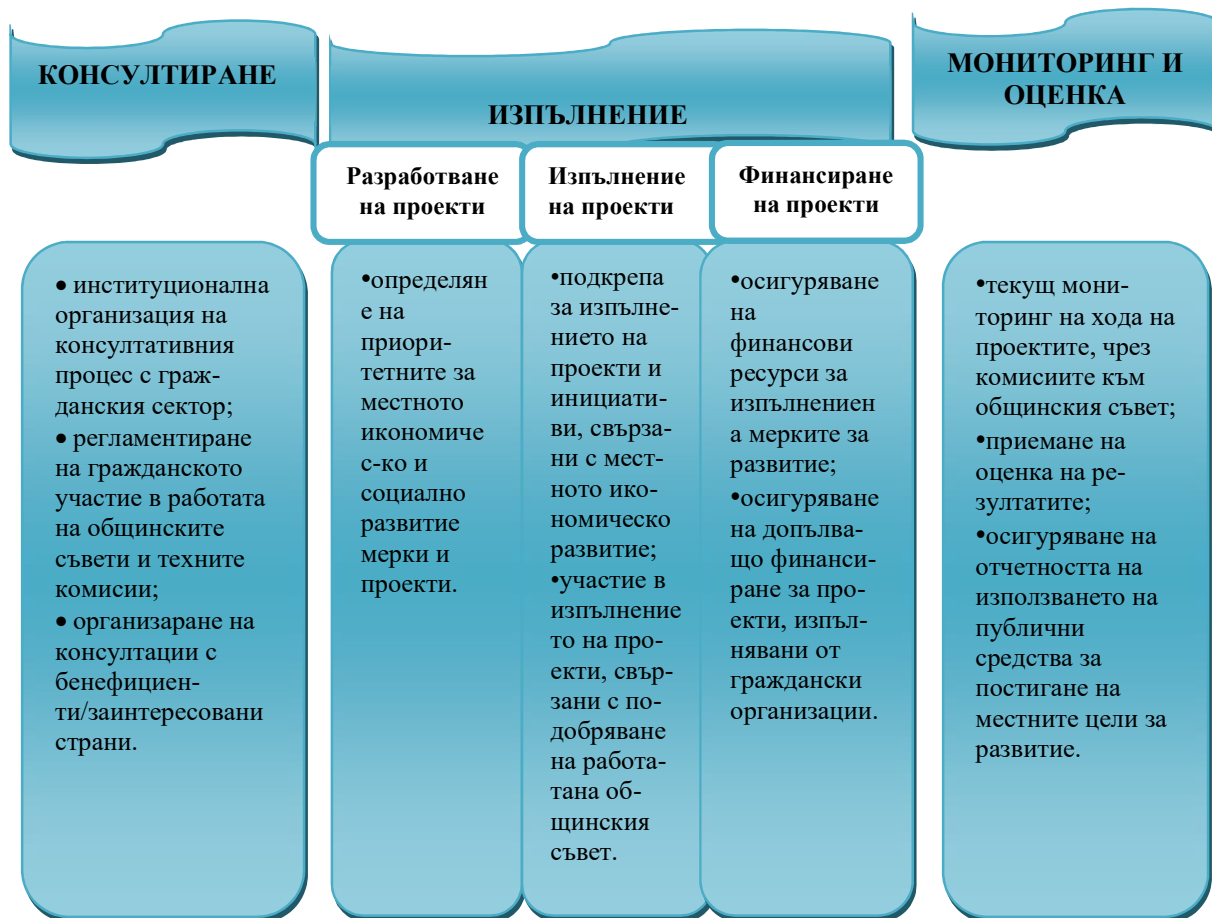 КОНСУЛТИРАНЕ
ИЗПЪЛНЕНИЕ
МОНИТОРИНГ И
ОЦЕНКА
Разработване
на проекти
Изпълнение
на проекти
Финансиране
на проекти
• институционална
организация на
консултативния
процес с граж-
данския сектор;
• регламентиране
на гражданското
участие в работата
на общинските
съвети и техните
комисии;
• организаране на
консултации с
бенефициен-
ти/заинтересовани
страни.
•определян
е на
приори-
тетните за
местното
икономиче
с-ко и
социално
развитие
мерки и
проекти.
•подкрепа
за изпълне-
нието на
проекти и
инициати-
ви, свърза-
ни с мест-
ното ико-
номическо
развитие;
•участие в
изпълнение
то на про-
екти, свър-
зани с по-
добряване
на работа-
тана об-
щинския
съвет.
•осигуряване
на
финансови
ресурси за
изпълнениен
а мерките за
развитие;
•осигуряване
на допълва-
що финанси-
ране за про-
екти, изпъл-
нявани от
граждански
организации.
•текущ мони-
торинг на хода на
проектите, чрез
комисиите към
общинския съвет;
•приемане на
оценка на ре-
зултатите;
•осигуряване на
отчетността на
използването на
публични
средства за
постигане на
местните цели за
развитие.